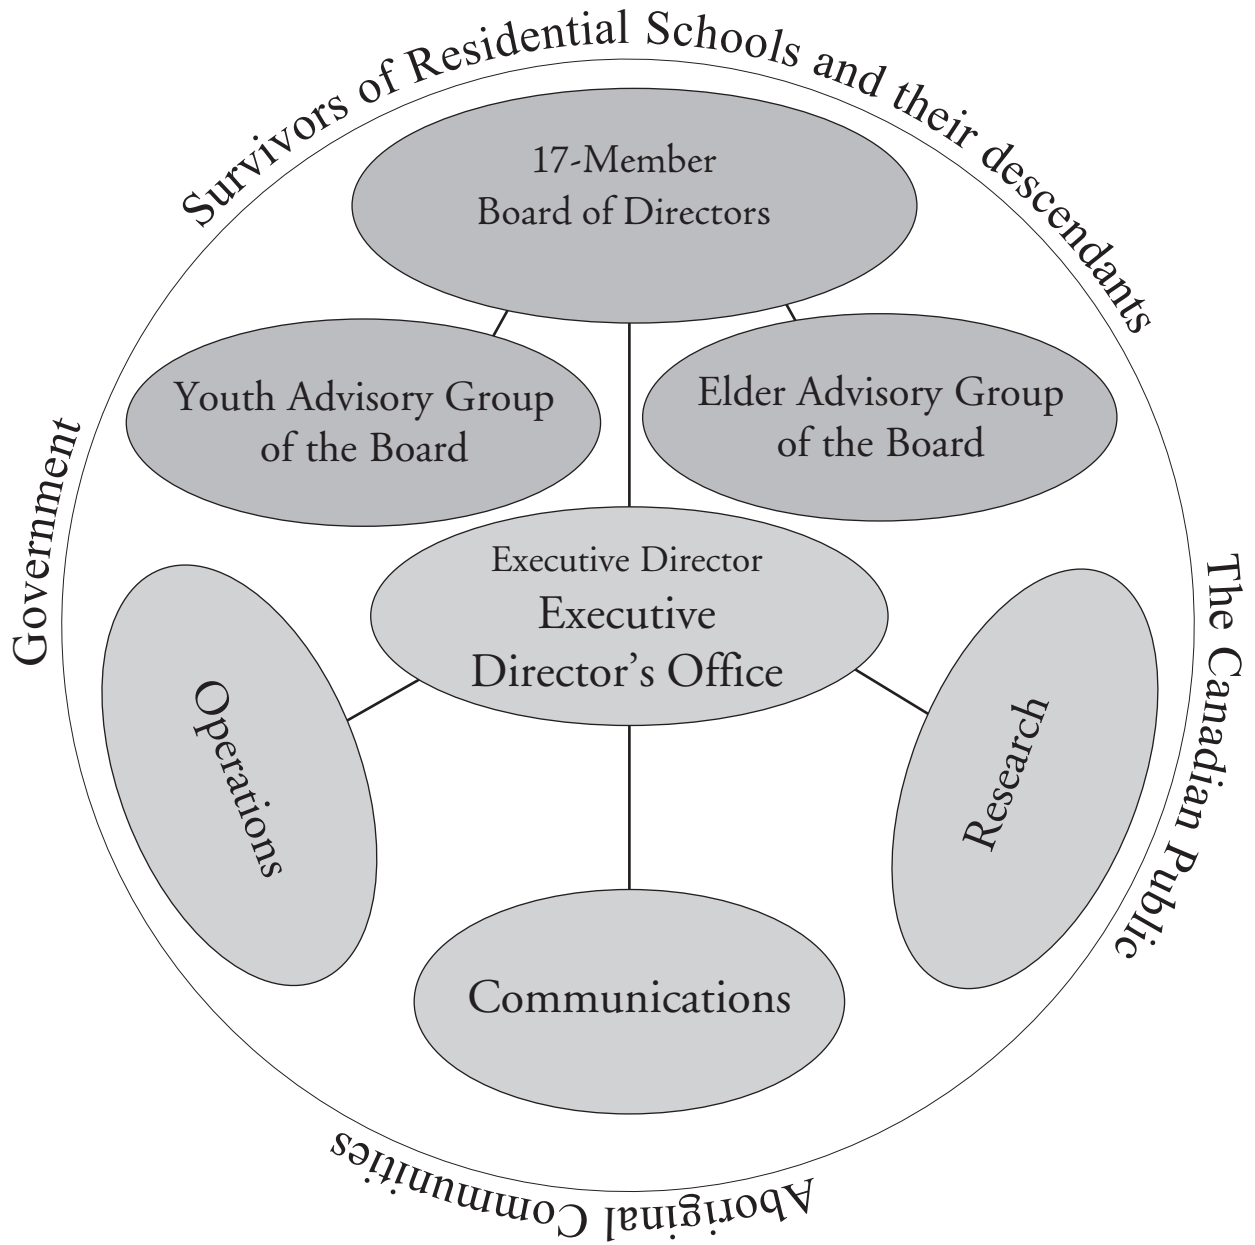 Survivors of Residential Schools and their descendants
17-Member
Board of Directors
Youth Advisory Group
of the Board
Elder Advisory Group
of the Board
Government
Executive Director
Executive
Director’s Office
The Canadian Public
Operations
Research
Communications
Aboriginal Communities